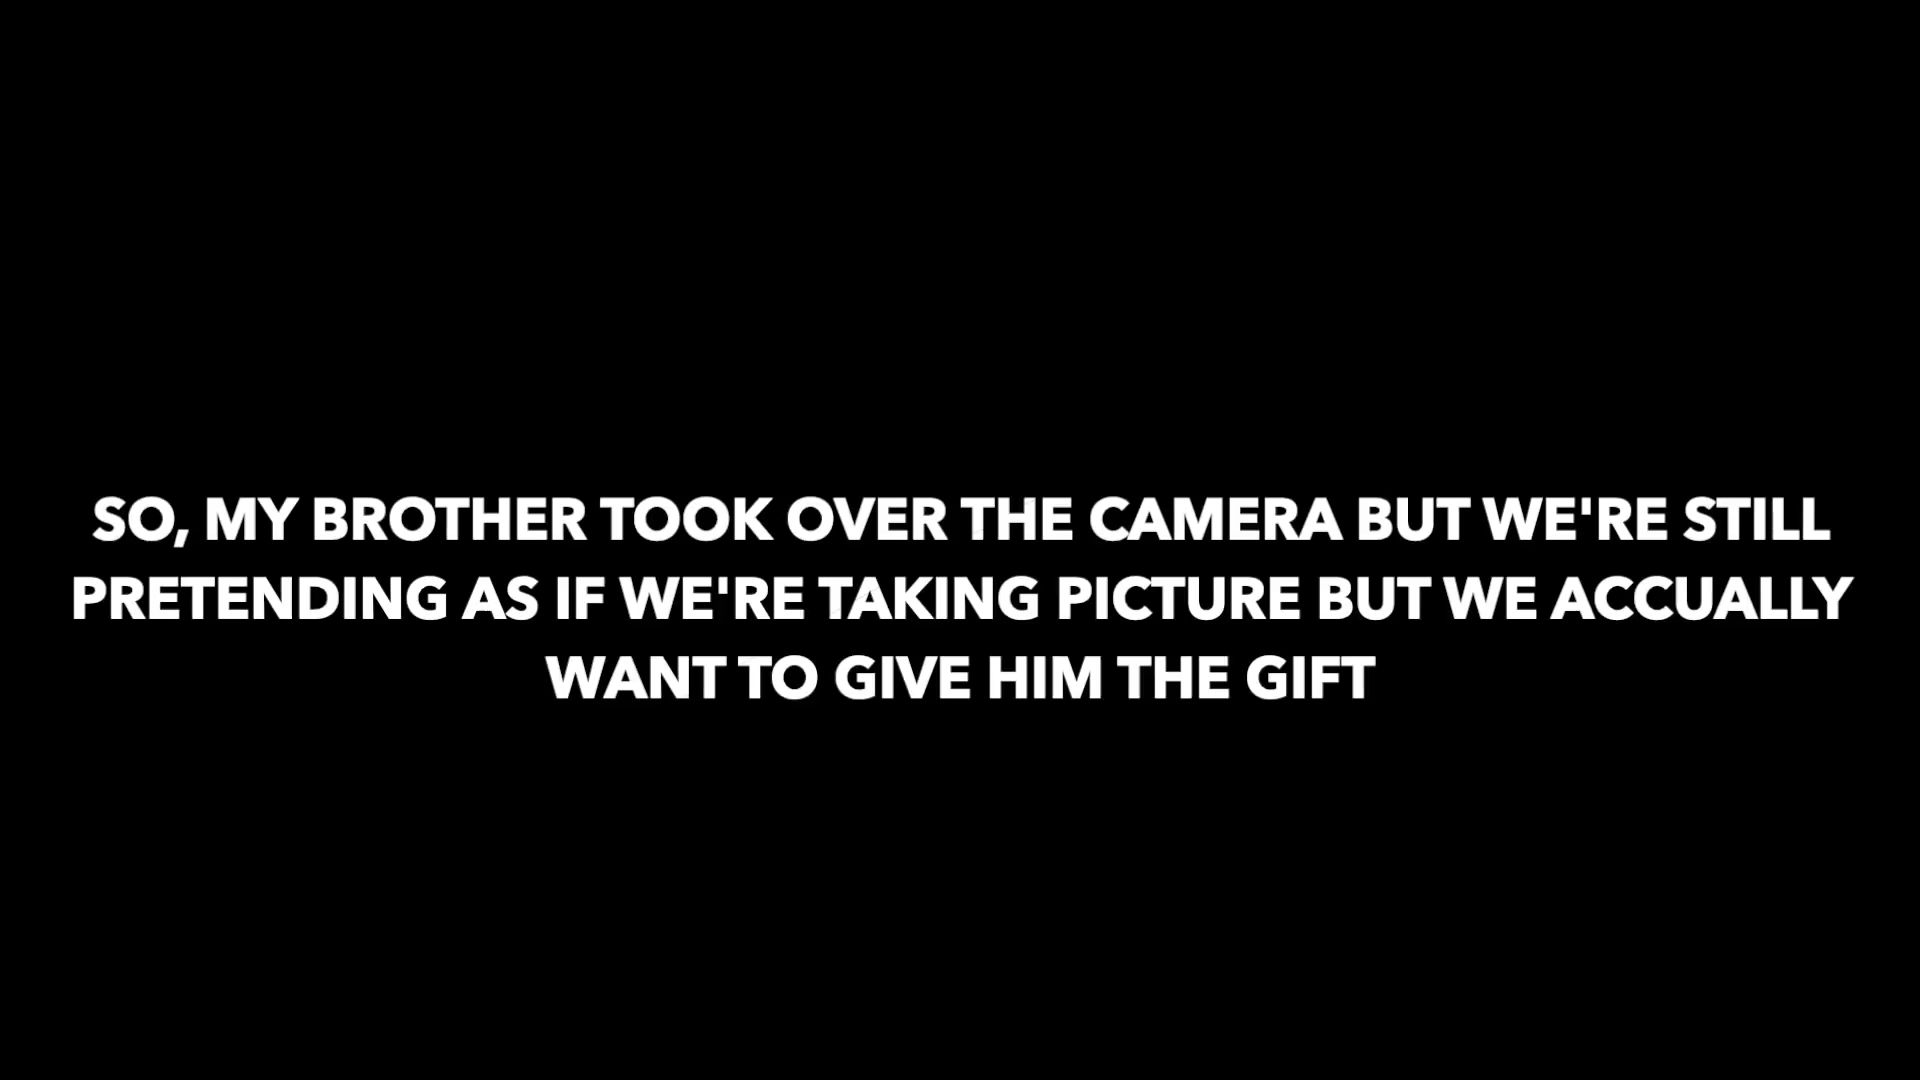 SO, MY BROTHER TOOK OVER THE CAMERA BUT WE'RE STILL
PRETENDING AS IF WE'RE TAKING PICTURE BUT WE ACCUALLY
WANT TO GIVE HIM THE GIFT